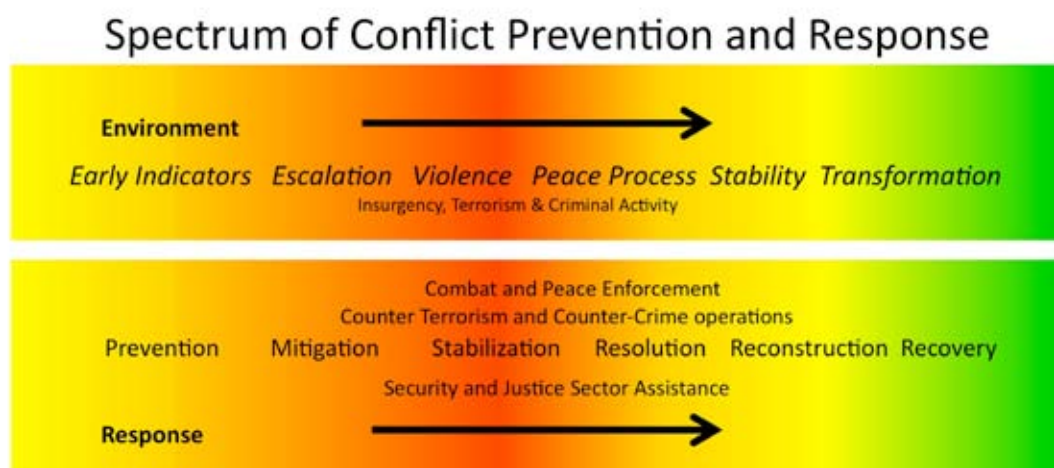 Spectrum of Conflict Prevention and Response
Environment
Early Indicators Escalation Violence Peace Process Stability Transformation
Insurgency, Terrorism & Criminal Activity
Combat and Peace Enforcement
Counter Terrorism and Counter-Crime operations
Prevention Mitigation Stabilization Resolution Reconstruction Recovery
Security and Justice Sector Assistance
Response